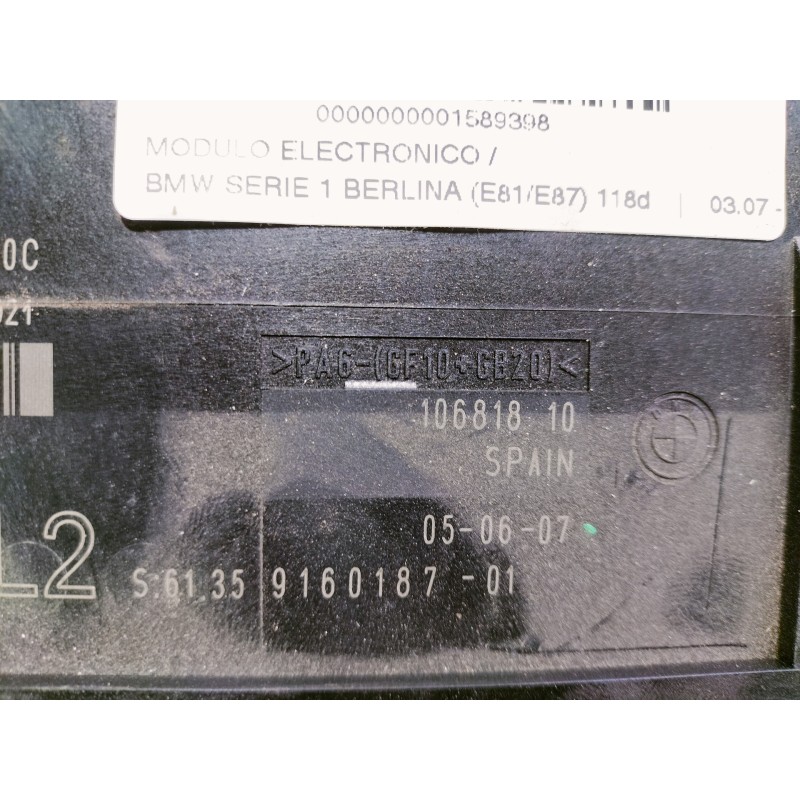 0000000001589398
MODULO ELECTRONICO /
BMW SERIE 1 BERLINA (E81/E87) 118d | 03.07 -
0C
021
>PA6-(GF10+GB20)<
106818 10
SPAIN
05-06-07
L2
S:61.35 9160187 -01